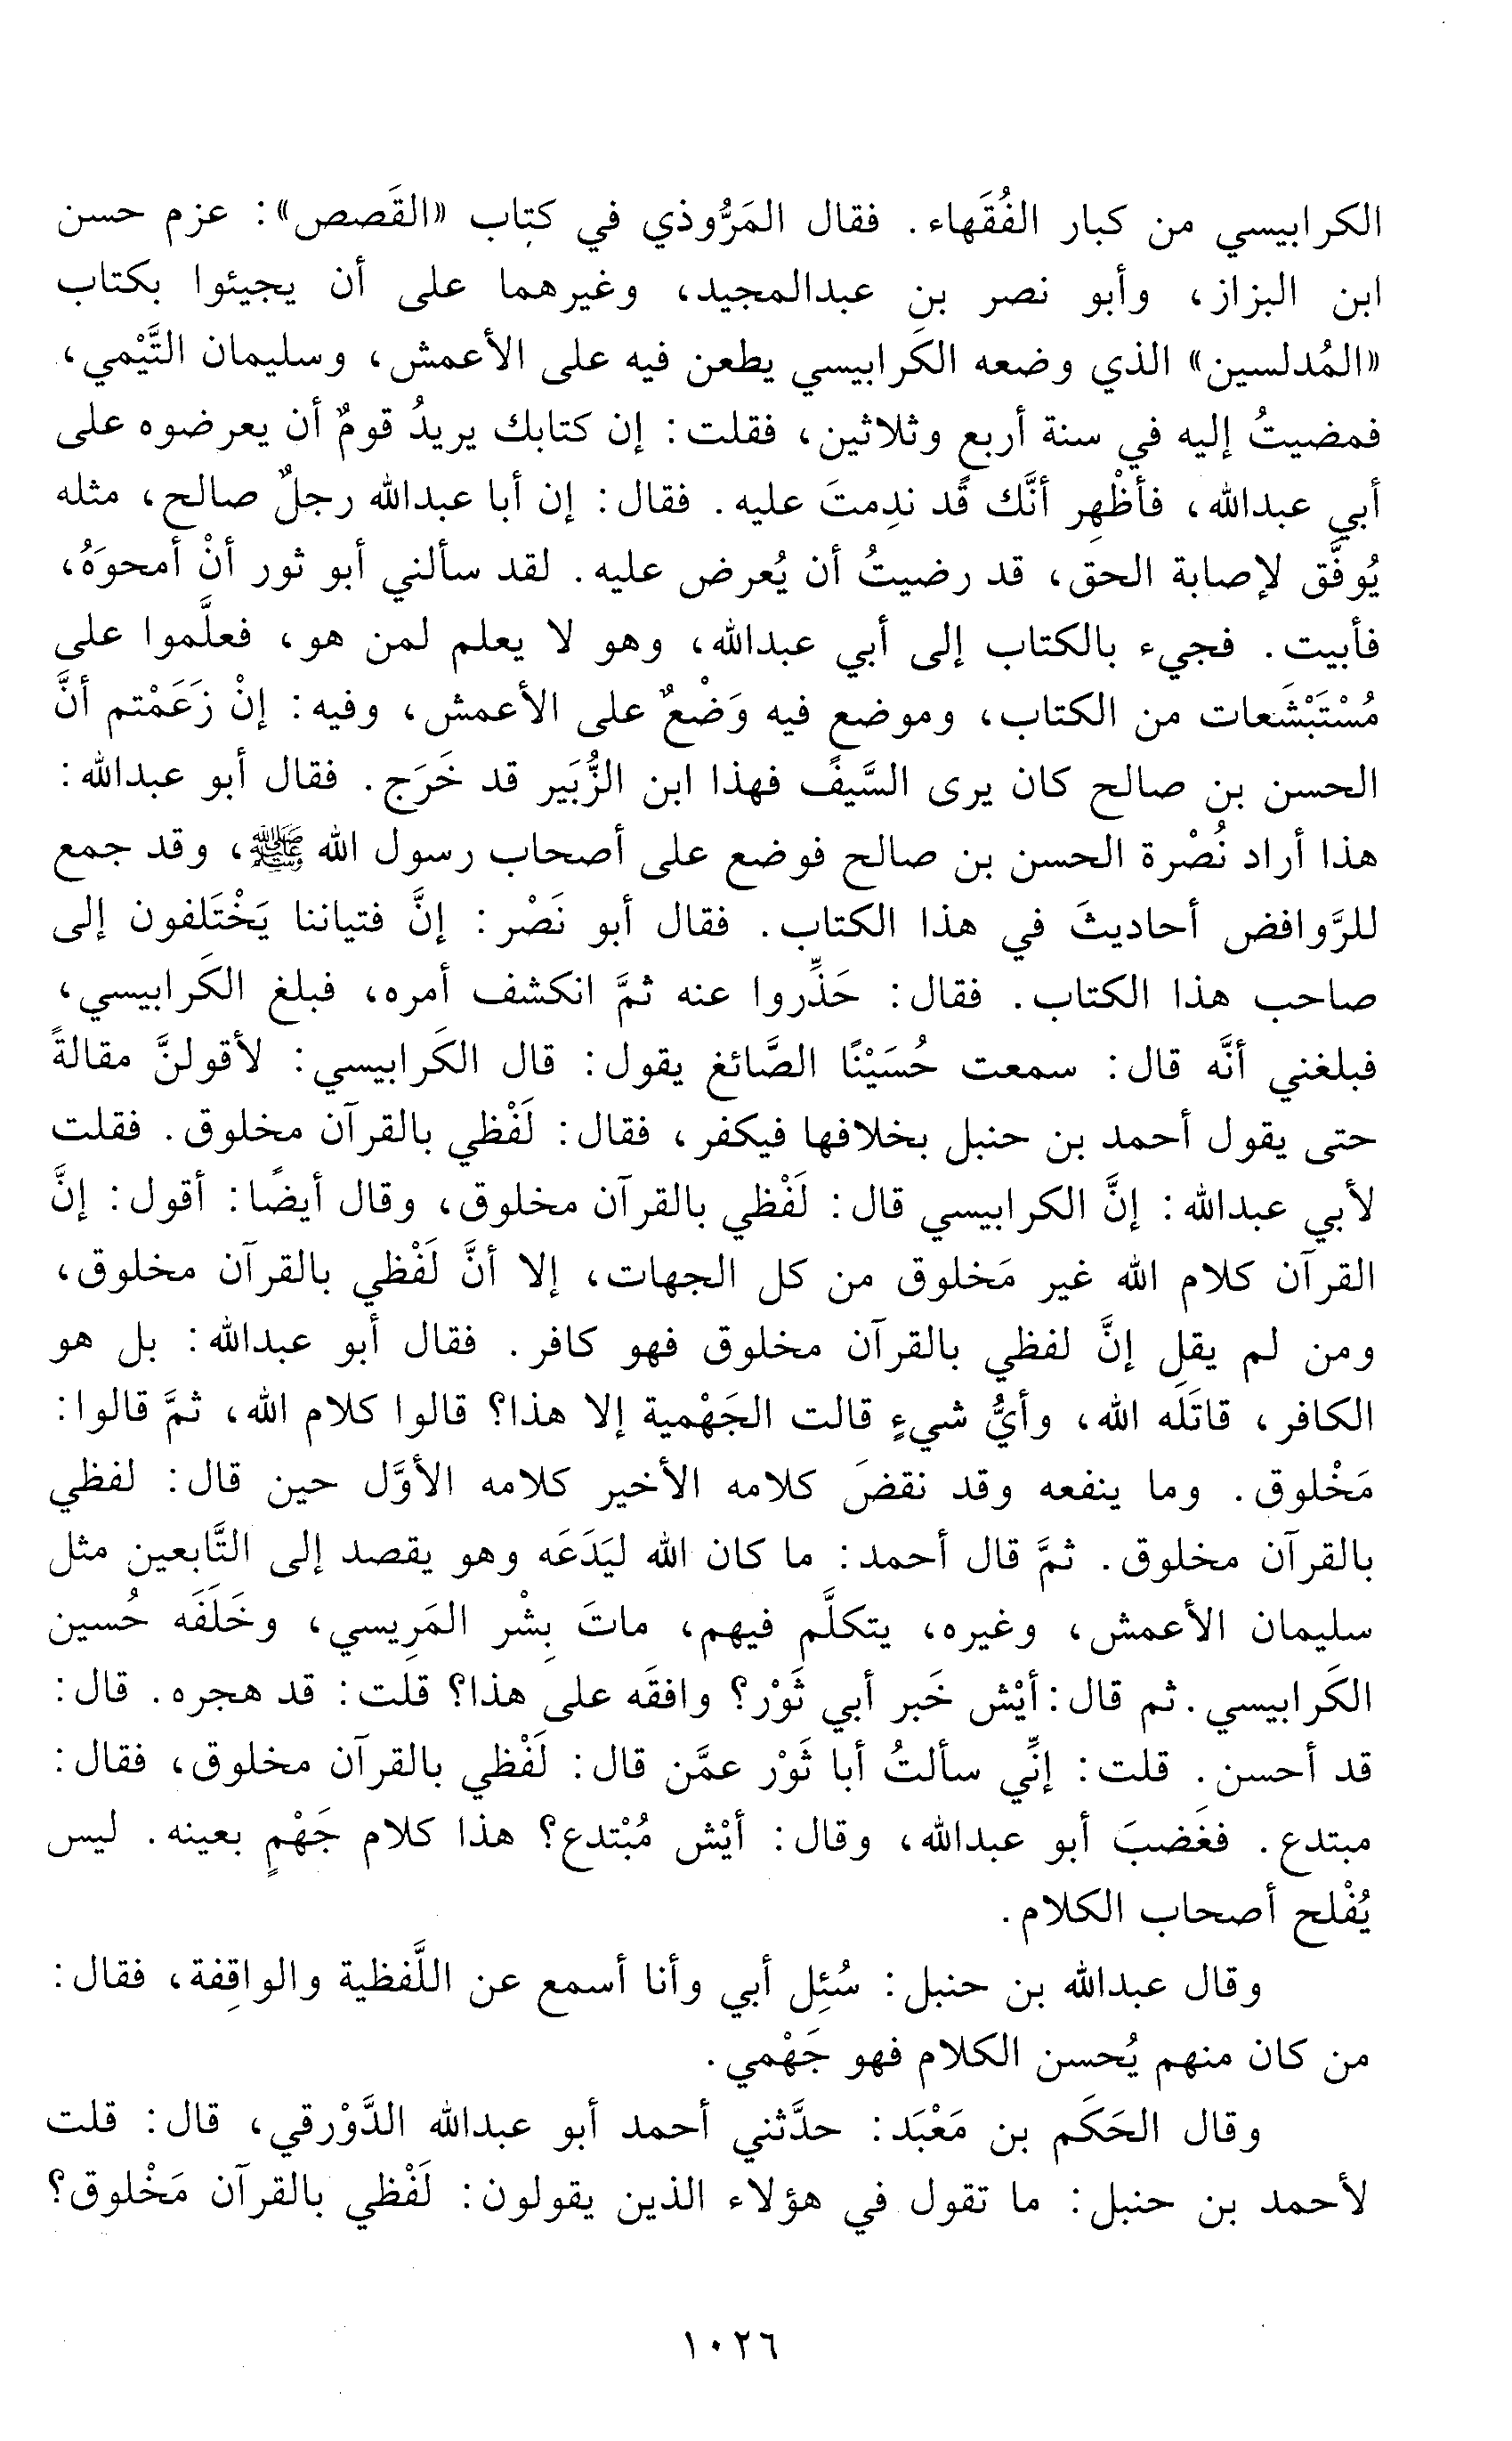 الكرابيسي من كبار الفُقَهاء. فقال المَرُّوذي في كتاب «القَصص»: عزم حسن
ابن البزاز، وأبو نصر بن عبدالمجيد، وغيرهما على أن يجيئوا بكتاب
«المُدلسين» الذي وضعه الكَرابيسي يطعن فيه على الأعمش، وسليمان التَّيْمي،
فمضيتُ إليه في سنة أربع وثلاثين، فقلت: إن كتابك يريدُ قومٌ أن يعرضوه على
أبي عبدالله، فأظْهِر أنَّك قد ندِمتَ عليه. فقال: إن أبا عبدالله رجلٌ صالح، مثله
يُوفَّق لإصابة الحق، قد رضيتُ أن يُعرض عليه. لقد سألني أبو ثور أنْ أمحوَهُ،
فأبيت. فجيء بالكتاب إلى أبي عبدالله، وهو لا يعلم لمن هو، فعلَّموا على
مُسْتَبْشَعات من الكتاب، وموضع فيه وَضْعٌ على الأعمش، وفيه: إنْ زَعَمْتم أنَّ
الحسن بن صالح كان يرى السَّيفَ فهذا ابن الزُّبَير قد خَرَج. فقال أبو عبدالله:
هذا أراد نُصْرة الحسن بن صالح فوضع على أصحاب رسول الله ﷺ، وقد جمع
للرَّوافض أحاديثَ في هذا الكتاب. فقال أبو نَصْر: إنَّ فتياننا يَخْتَلفون إلى
صاحب هذا الكتاب. فقال: حَذِّروا عنه ثمَّ انكشف أمره، فبلغ الكَرابيسي،
فبلغني أنَّه قال: سمعت حُسَيْنًا الصَّائغ يقول: قال الكَرابيسي: لأقولنَّ مقالةً
حتى يقول أحمد بن حنبل بخلافها فيكفر، فقال: لَفْظي بالقرآن مخلوق. فقلت
لأبي عبدالله: إنَّ الكرابيسي قال: لَفْظي بالقرآن مخلوق، وقال أيضًا: أقول: إنَّ
القرآن كلام الله غير مَخلوق من كل الجهات، إلا أنَّ لَفْظي بالقرآن مخلوق،
ومن لم يقل إنَّ لفظي بالقرآن مخلوق فهو كافر. فقال أبو عبدالله: بل هو
الكافر، قاتَلَه الله، وأيُّ شيءٍ قالت الجَهْمية إلا هذا؟ قالوا كلام الله، ثمَّ قالوا:
مَخْلوق. وما ينفعه وقد نقضَ كلامه الأخير كلامه الأوَّل حين قال: لفظي
بالقرآن مخلوق. ثمَّ قال أحمد: ما كان الله ليَدَعَه وهو يقصد إلى التَّابعين مثل
سليمان الأعمش، وغيره، يتكلَّم فيهم، ماتَ بِشْر المَرِيسي، وخَلَفَه حُسين
الكَرابيسي. ثم قال: أيْش خَبر أبي ثَوْر؟ وافقَه على هذا؟ قلت: قد هجره. قال:
قد أحسن. قلت: إنِّي سألتُ أبا ثَوْر عمَّن قال: لَفْظي بالقرآن مخلوق، فقال:
مبتدع. فغَضبَ أبو عبدالله، وقال: أيْش مُبْتدع؟ هذا كلام جَهْمٍ بعينه. ليس
يُفْلح أصحاب الكلام.
وقال عبدالله بن حنبل: سُئِل أبي وأنا أسمع عن اللَّفظية والواقِفة، فقال:
من كان منهم يُحسن الكلام فهو جَهْمي.
وقال الحَكَم بن مَعْبَد: حدَّثني أحمد أبو عبدالله الدَّوْرقي، قال: قلت
لأحمد بن حنبل: ما تقول في هؤلاء الذين يقولون: لَفْظي بالقرآن مَخْلوق؟
١٠٢٦